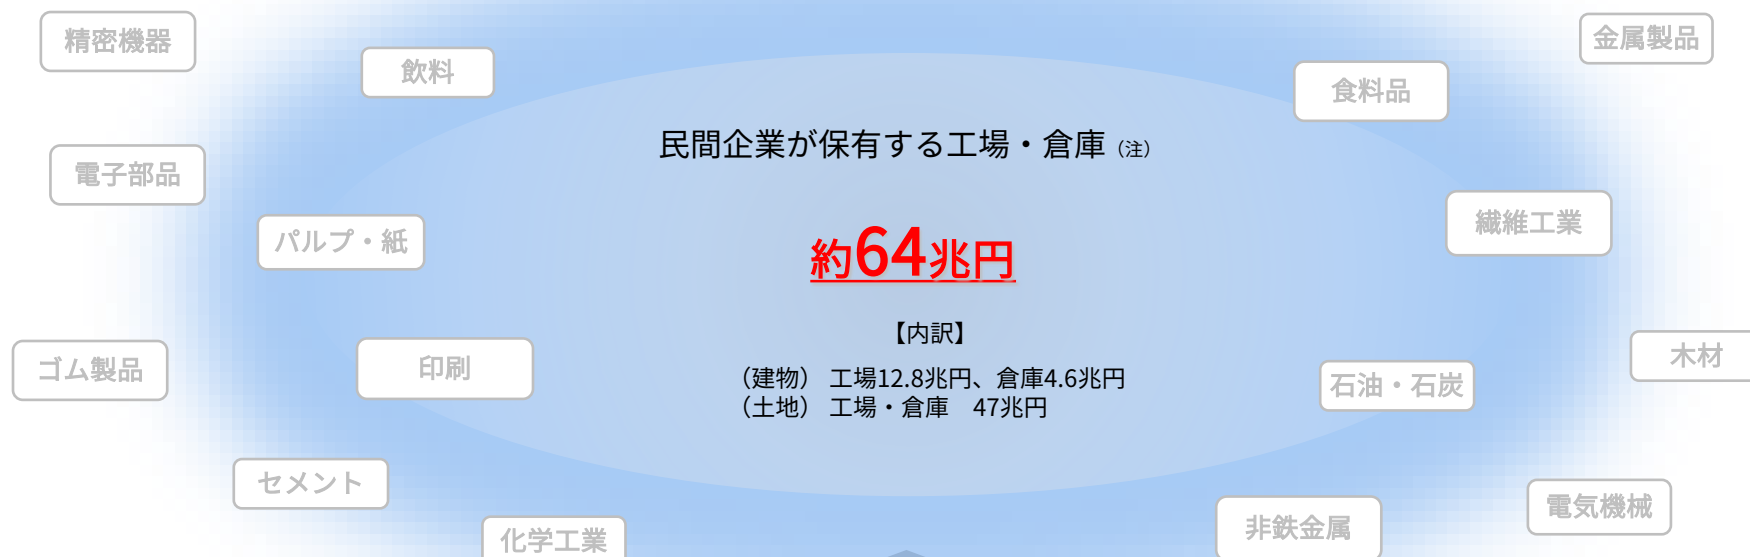 精密機器
飲料
金属製品
食料品
民間企業が保有する工場・倉庫（注）
電子部品
パルプ・紙
繊維工業
約64兆円
【内訳】
（建物） 工場12.8兆円、倉庫4.6兆円
（土地） 工場・倉庫　47兆円
ゴム製品
印刷
石油・石炭
木材
セメント
化学工業
非鉄金属
電気機械